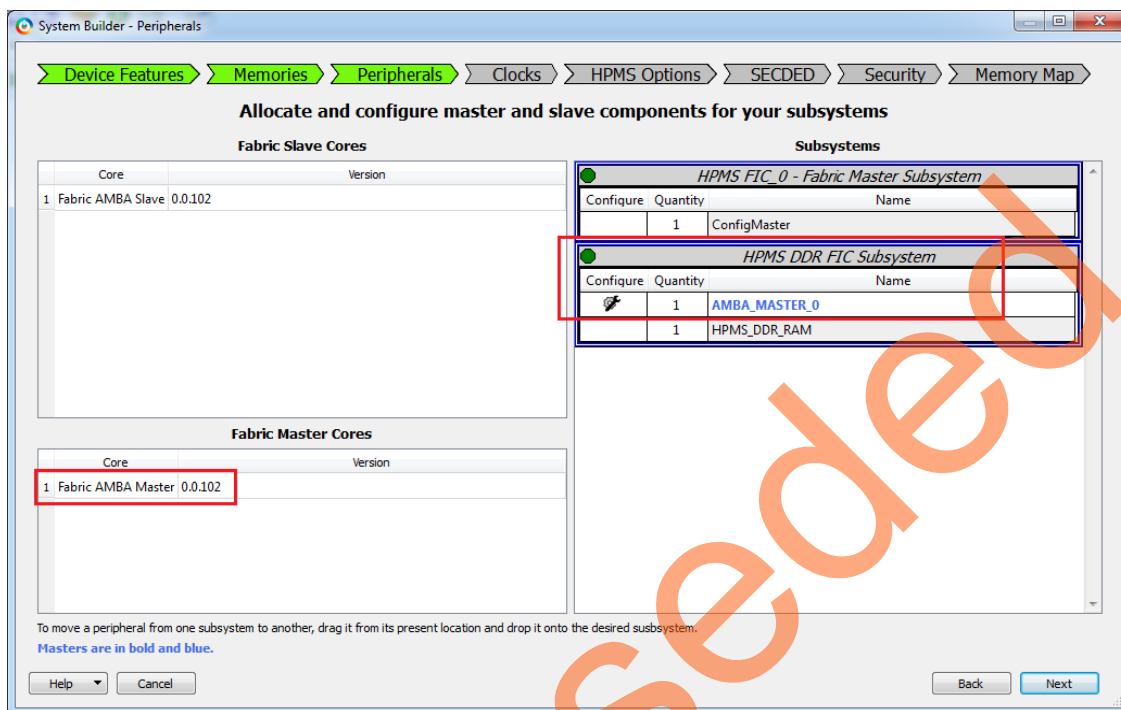 System Builder - Peripherals
Device Features Memories Peripherals Clocks HPMS Options SECDED Security Memory Map
Allocate and configure master and slave components for your subsystems
Fabric Slave Cores
Core Version
1 Fabric AMBA Slave 0.0.102
Fabric Master Cores
Core Version
1 Fabric AMBA Master 0.0.102
Subsystems
HPMS FIC_0 - Fabric Master Subsystem
Configure Quantity Name
1 ConfigMaster
HPMS DDR FIC Subsystem
Configure Quantity Name
1 AMBA_MASTER_0
1 HPMS_DDR_RAM
To move a peripheral from one subsystem to another, drag it from its present location and drop it onto the desired susbsystem.
Masters are in bold and blue.
Help Cancel Back Next
seded